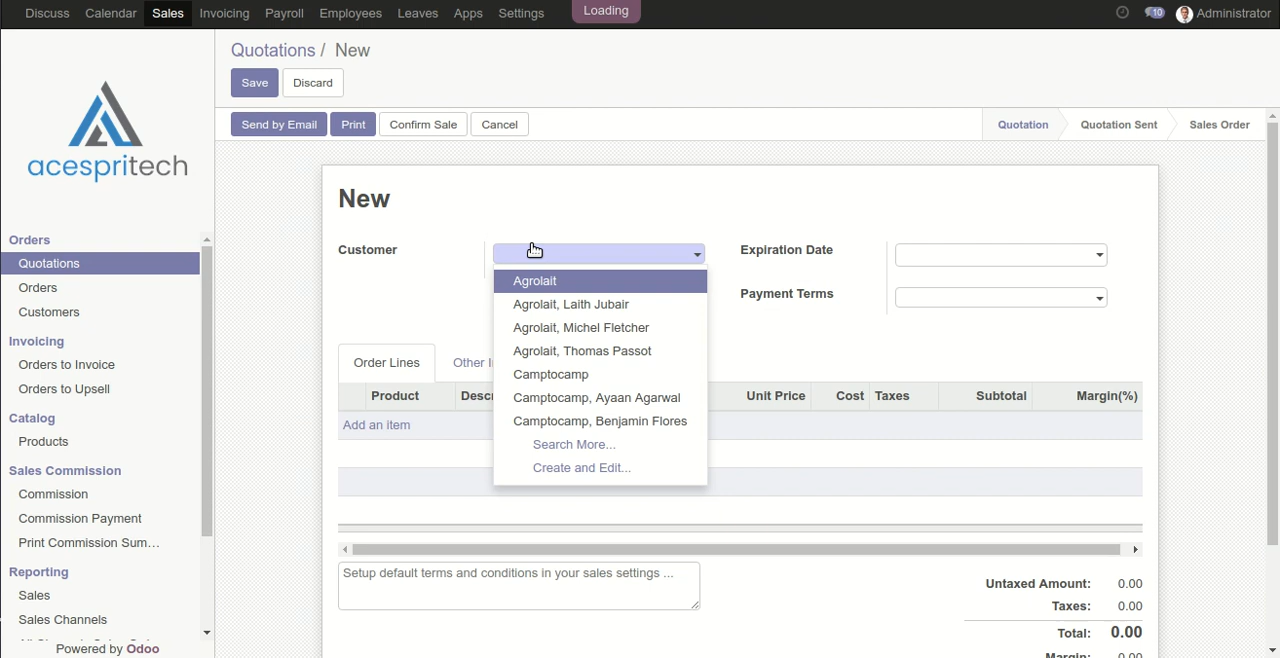 Discuss Calendar Sales Invoicing Payroll Employees Leaves Apps Settings Loading 10 Administrator
Quotations / New
Save Discard
Send by Email Print Confirm Sale Cancel Quotation Quotation Sent Sales Order
acespritech
New
Customer Expiration Date
Payment Terms
Agrolait
Agrolait, Laith Jubair
Agrolait, Michel Fletcher
Agrolait, Thomas Passot
Camptocamp
Camptocamp, Ayaan Agarwal
Camptocamp, Benjamin Flores
Search More...
Create and Edit...
Orders
Quotations
Orders
Customers
Invoicing
Orders to Invoice
Orders to Upsell
Catalog
Products
Sales Commission
Commission
Commission Payment
Print Commission Sum...
Reporting
Sales
Sales Channels
Powered by Odoo
Order Lines Other I
Product Descr Unit Price Cost Taxes Subtotal Margin(%)
Add an item
Setup default terms and conditions in your sales settings ...
Untaxed Amount: 0.00
Taxes: 0.00
Total: 0.00
Margin: 0.00